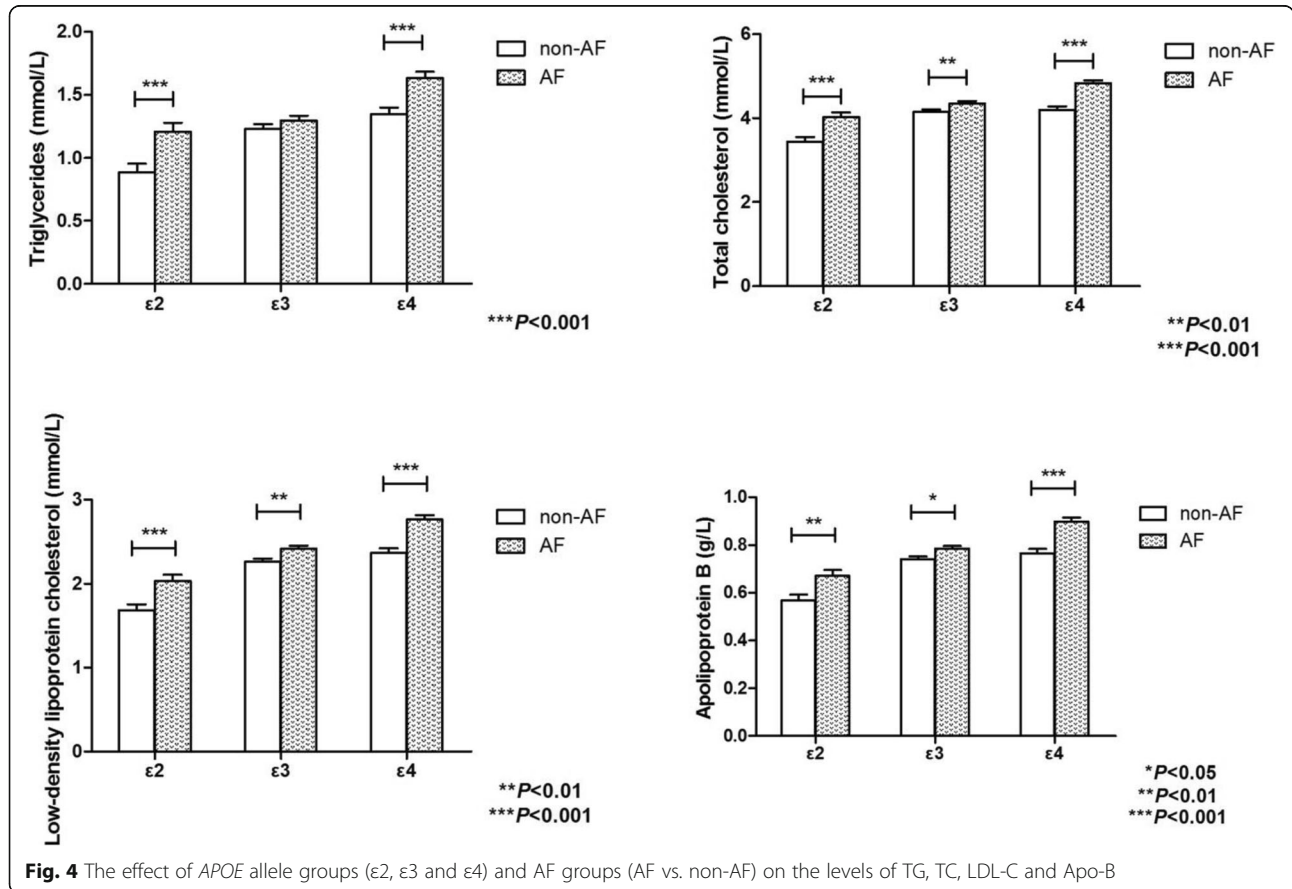 Triglycerides (mmol/L)
2.0
1.5
1.0
0.5
0.0
***
***
non-AF
AF
ε2 ε3 ε4
***P<0.001
Total cholesterol (mmol/L)
6
4
2
0
***
**
***
non-AF
AF
ε2 ε3 ε4
**P<0.01
***P<0.001
Low-density lipoprotein cholesterol (mmol/L)
3
2
1
0
***
**
***
non-AF
AF
ε2 ε3 ε4
**P<0.01
***P<0.001
Apolipoprotein B (g/L)
1.0
0.8
0.6
0.4
0.2
0.0
**
*
***
non-AF
AF
ε2 ε3 ε4
*P<0.05
**P<0.01
***P<0.001
Fig. 4 The effect of APOE allele groups (ε2, ε3 and ε4) and AF groups (AF vs. non-AF) on the levels of TG, TC, LDL-C and Apo-B